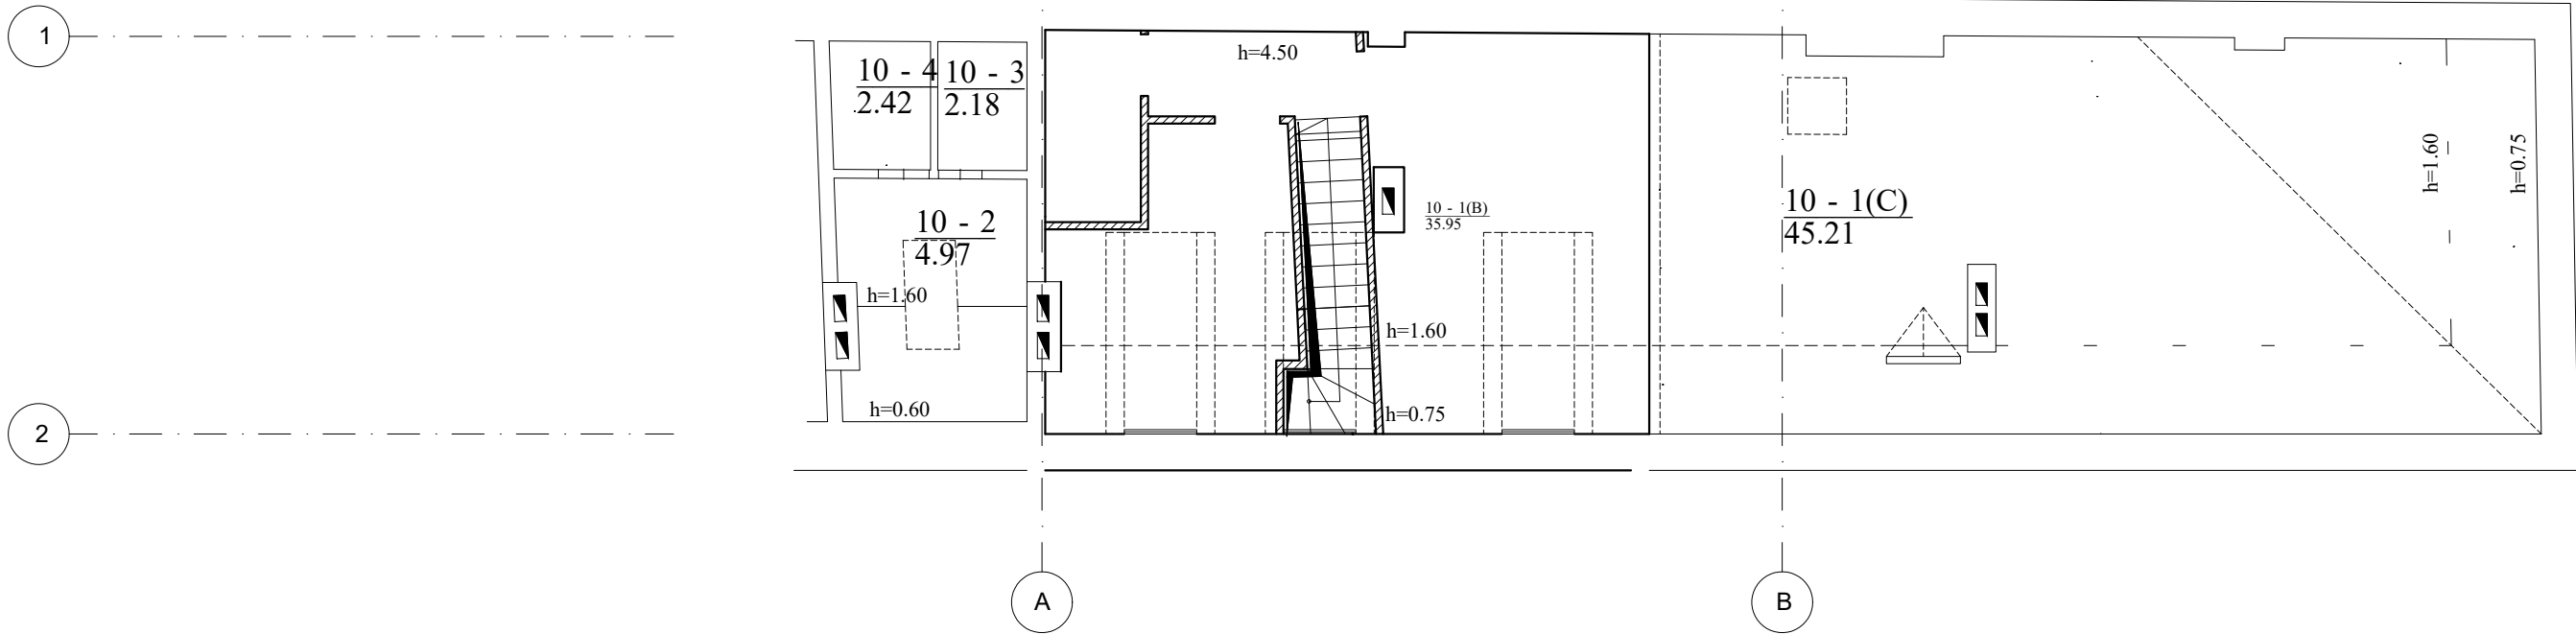 1
h=4.50
10 - 4
2.42
10 - 3
2.18
h=1.60
h=0.75
10 - 1(C)
45.21
10 - 1(B)
35.95
10 - 2
4.97
h=1.60
h=1.60
h=0.60
h=0.75
2
A
B